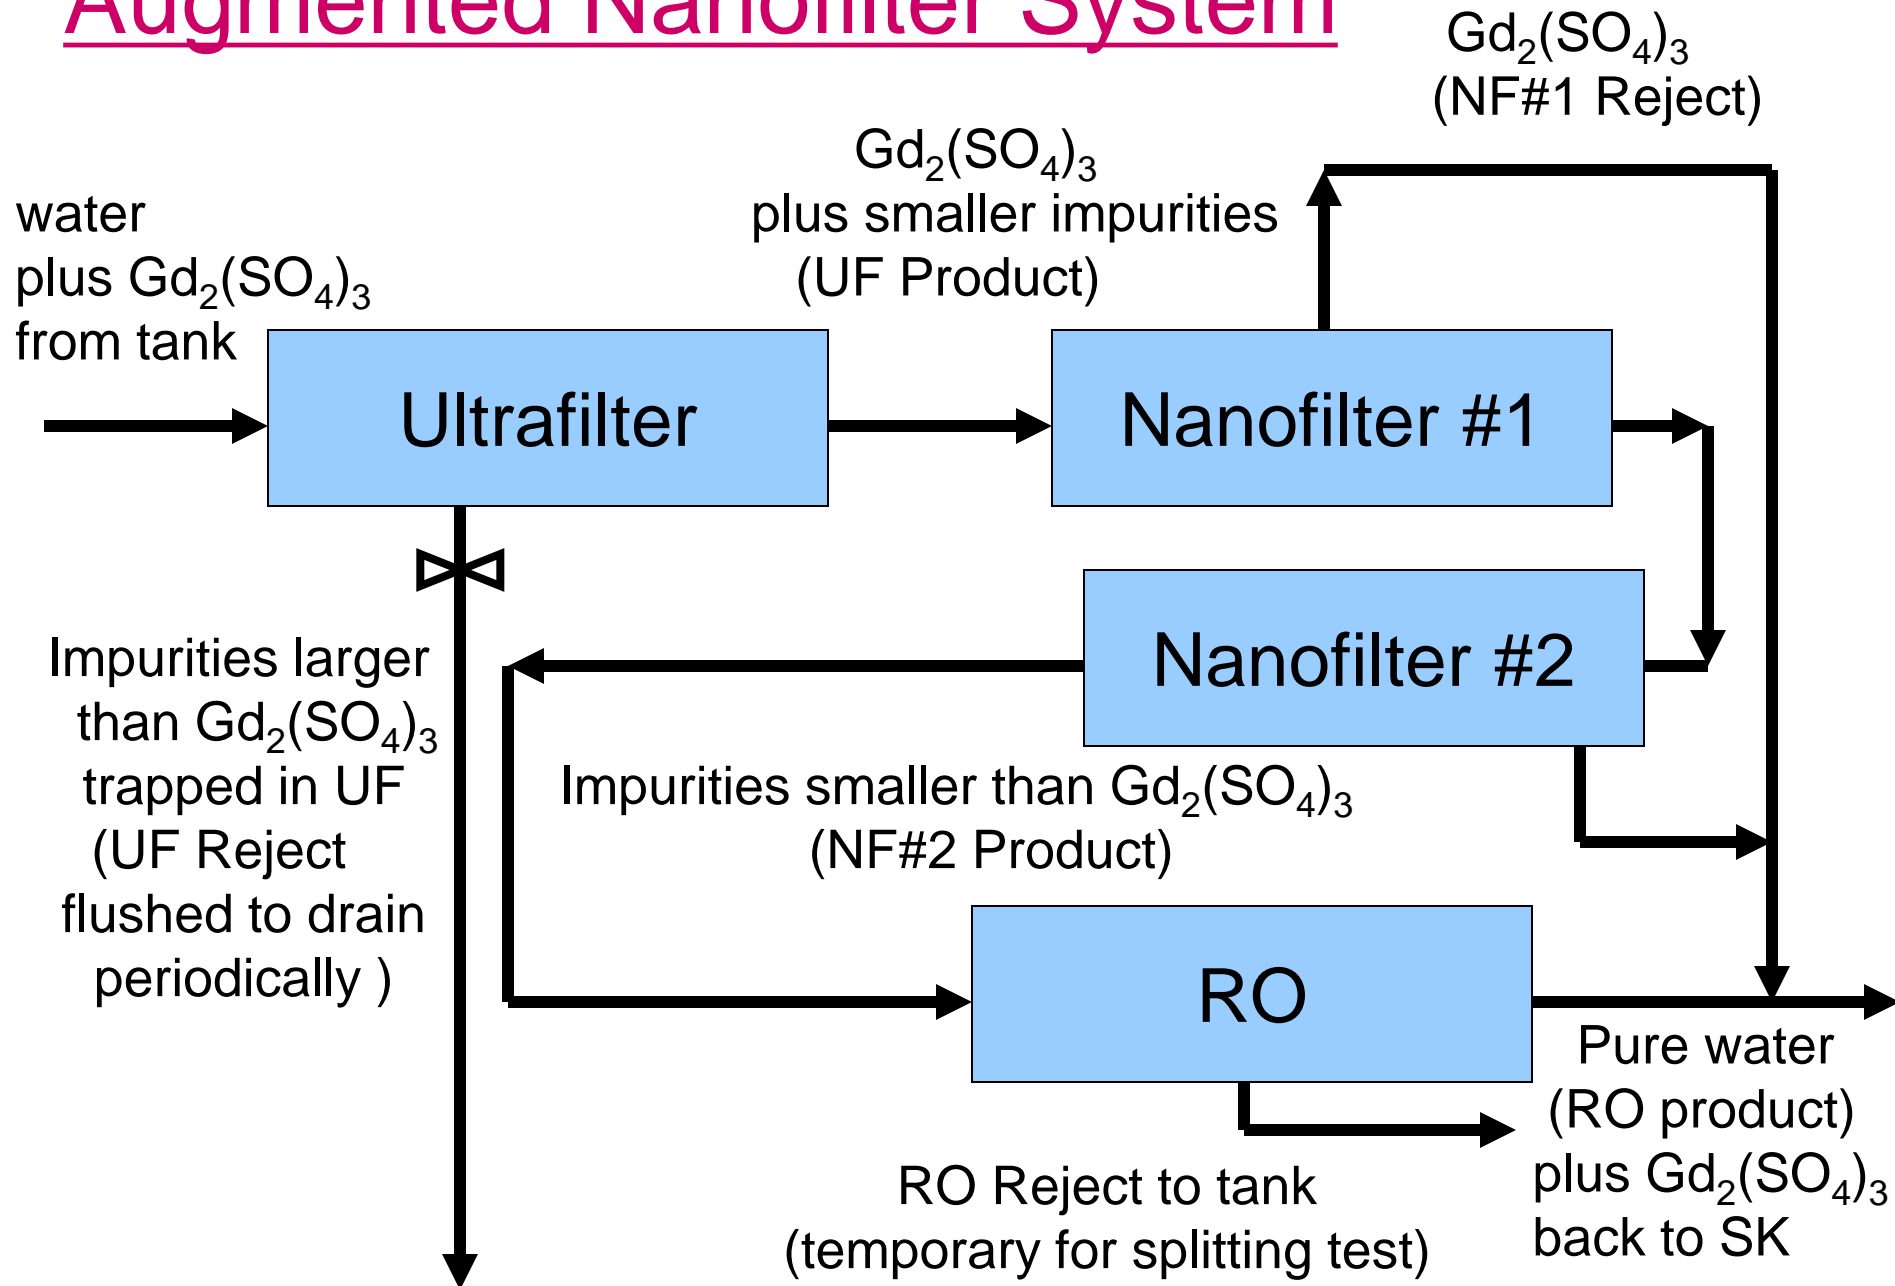 Augmented Nanofilter System
Gd₂(SO₄)₃
(NF#1 Reject)
Gd₂(SO₄)₃
plus smaller impurities
(UF Product)
water
plus Gd₂(SO₄)₃
from tank
Ultrafilter
Nanofilter #1
Nanofilter #2
Impurities larger
than Gd₂(SO₄)₃
trapped in UF
(UF Reject
flushed to drain
periodically )
Impurities smaller than Gd₂(SO₄)₃
(NF#2 Product)
RO
Pure water
(RO product)
plus Gd₂(SO₄)₃
back to SK
RO Reject to tank
(temporary for splitting test)